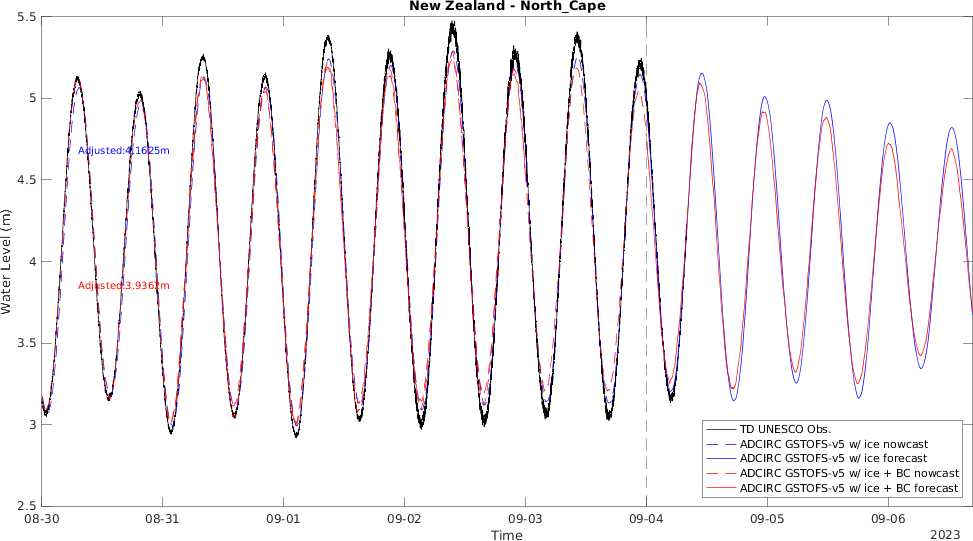 New Zealand - North_Cape
5.5
5
4.5
4
3.5
3
2.5
Water Level (m)
Adjusted:4.1625m
Adjusted:3.9362m
TD UNESCO Obs.
ADCIRC GSTOFS-v5 w/ ice nowcast
ADCIRC GSTOFS-v5 w/ ice forecast
ADCIRC GSTOFS-v5 w/ ice + BC nowcast
ADCIRC GSTOFS-v5 w/ ice + BC forecast
08-30
08-31
09-01
09-02
09-03
09-04
09-05
09-06
Time
2023